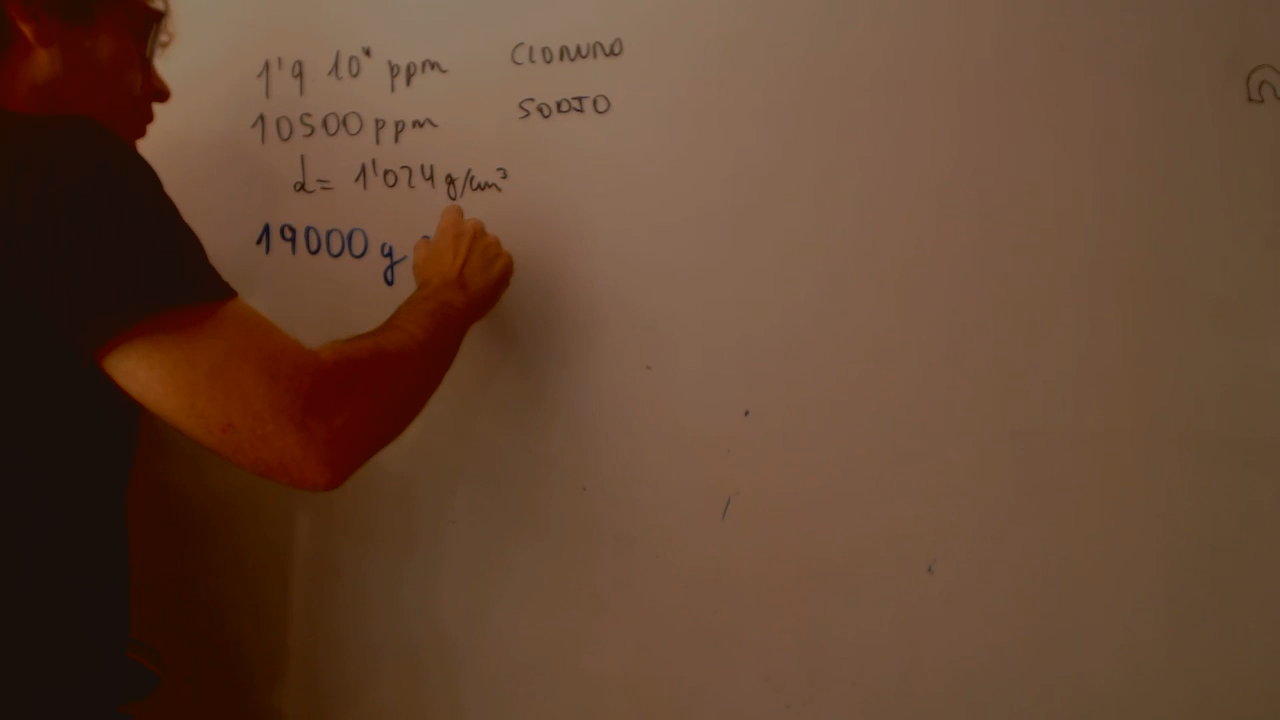 1'9 10⁴ ppm CLORURO
10500 ppm SODIO
d= 1'024 g/cm³
19000 g